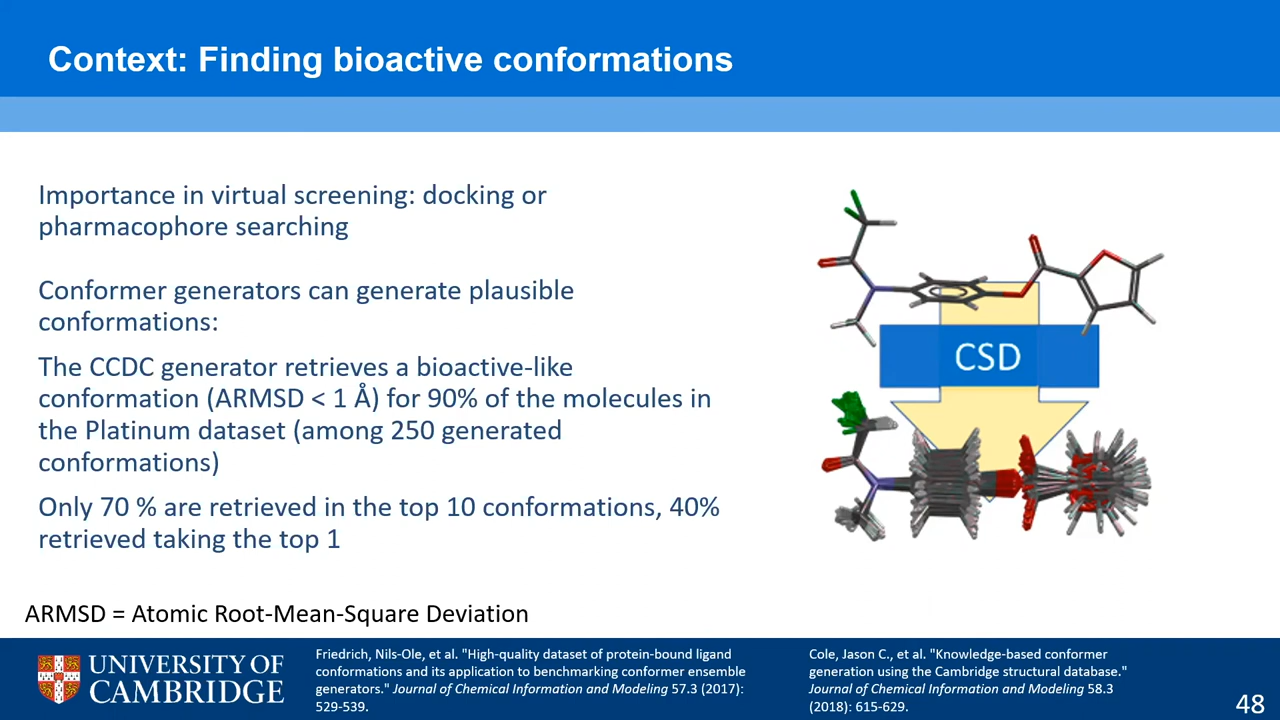 Context: Finding bioactive conformations
Importance in virtual screening: docking or
pharmacophore searching
Conformer generators can generate plausible
conformations:
The CCDC generator retrieves a bioactive-like
conformation (ARMSD < 1 Å) for 90% of the molecules in
the Platinum dataset (among 250 generated
conformations)
Only 70 % are retrieved in the top 10 conformations, 40%
retrieved taking the top 1
CSD
ARMSD = Atomic Root-Mean-Square Deviation
UNIVERSITY OF
CAMBRIDGE
Friedrich, Nils-Ole, et al. "High-quality dataset of protein-bound ligand
conformations and its application to benchmarking conformer ensemble
generators." Journal of Chemical Information and Modeling 57.3 (2017):
529-539.
Cole, Jason C., et al. "Knowledge-based conformer
generation using the Cambridge structural database."
Journal of Chemical Information and Modeling 58.3
(2018): 615-629.
48